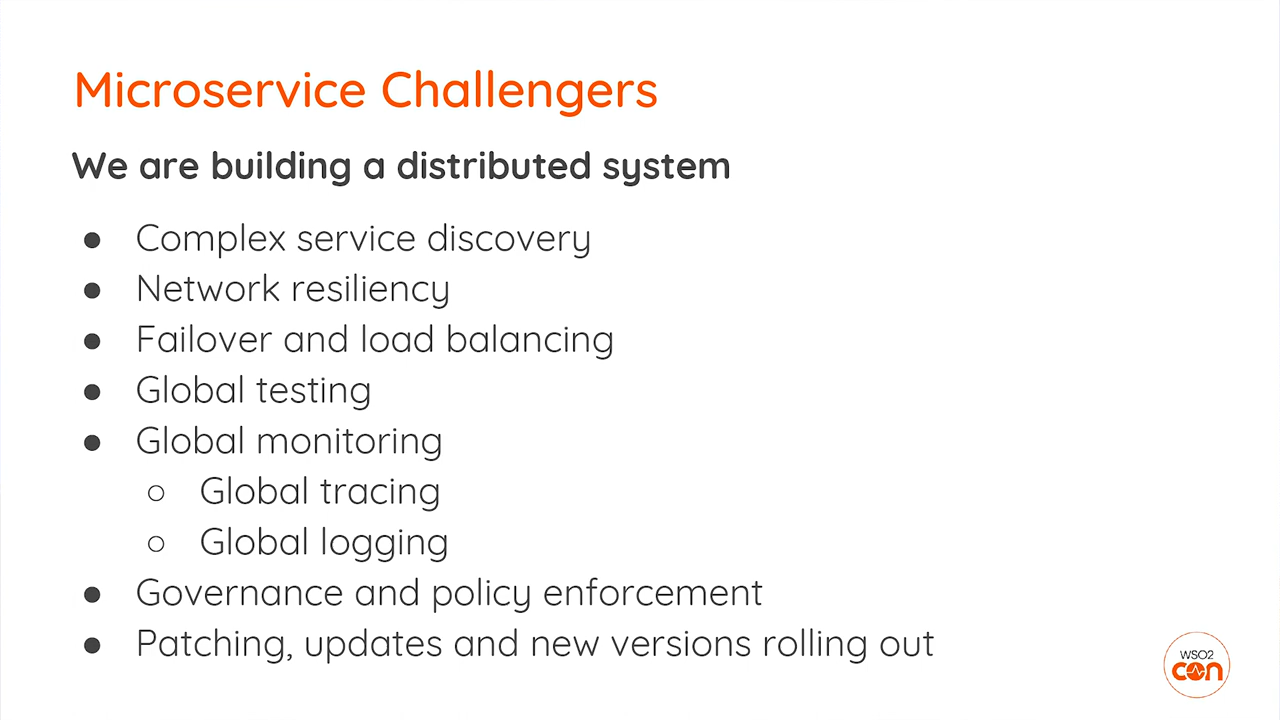 Microservice Challengers
We are building a distributed system
● Complex service discovery
● Network resiliency
● Failover and load balancing
● Global testing
● Global monitoring
○ Global tracing
○ Global logging
● Governance and policy enforcement
● Patching, updates and new versions rolling out
WSO2
con